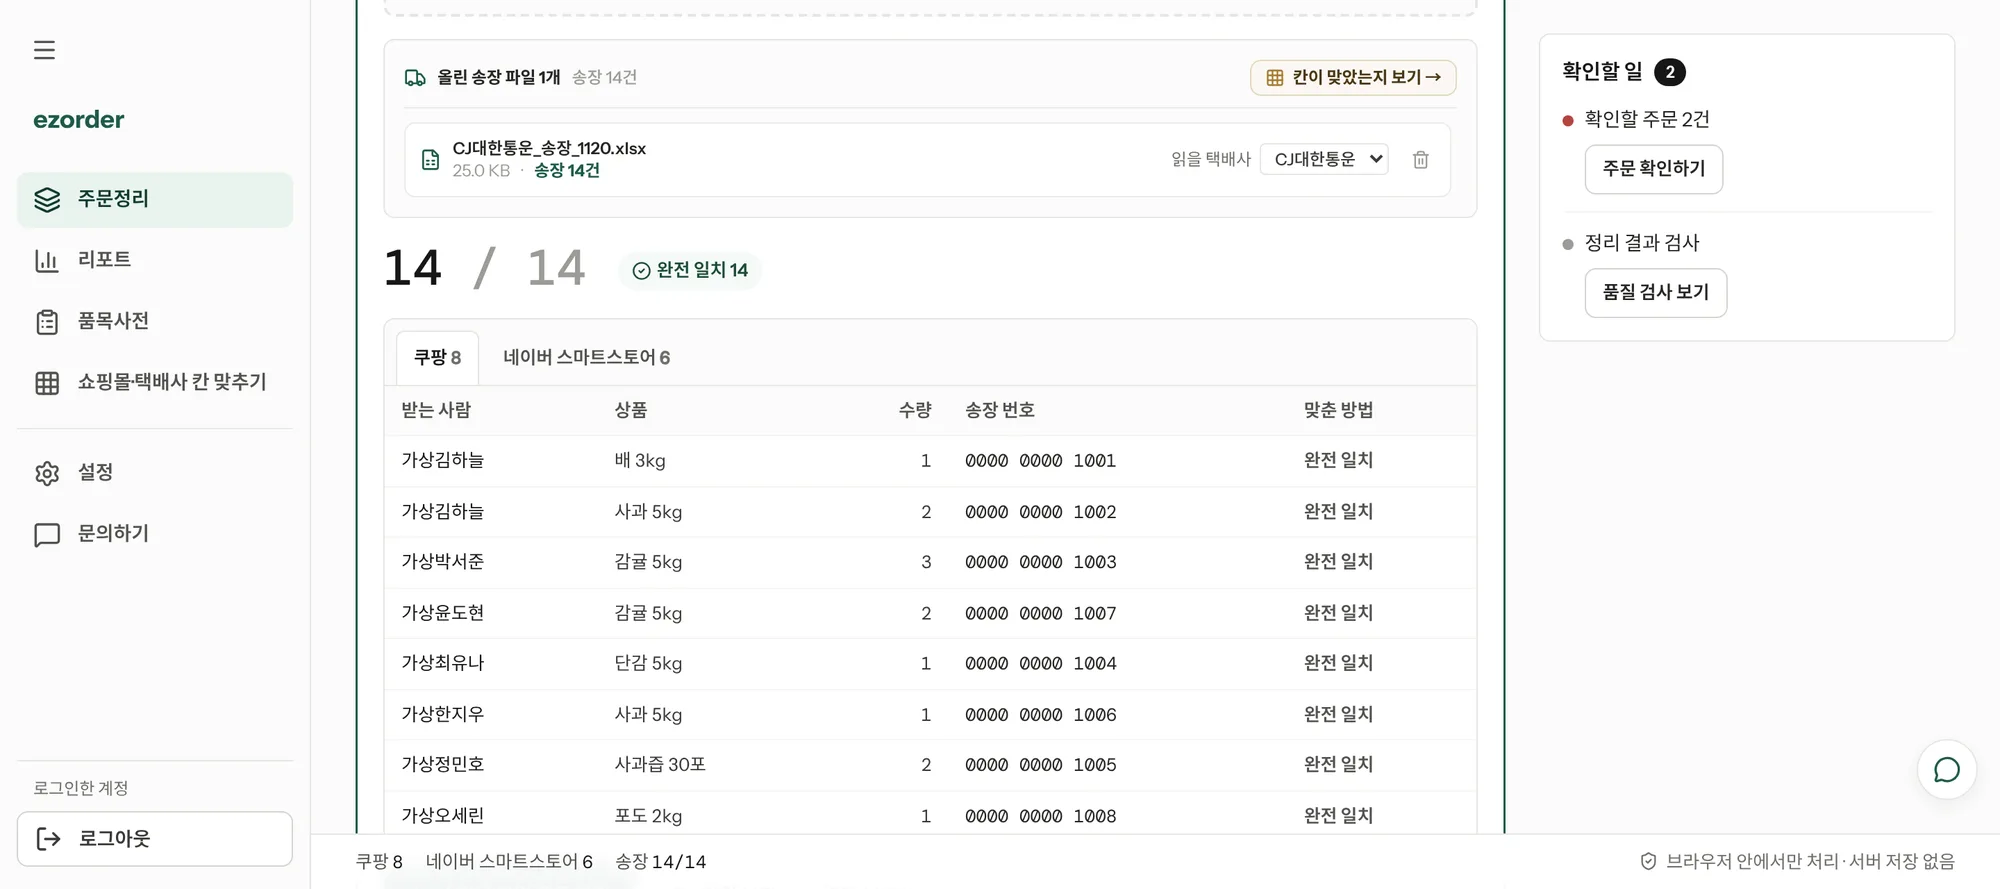 ezorder
주문정리
리포트
품목사전
쇼핑몰·택배사 칸 맞추기
설정
문의하기
로그인한 계정
로그아웃
올린 송장 파일 1개 송장 14건
칸이 맞았는지 보기 →
CJ대한통운_송장_1120.xlsx
25.0 KB · 송장 14건
읽을 택배사 CJ대한통운
14 / 14 완전 일치 14
쿠팡 8 네이버 스마트스토어 6
받는 사람 상품 수량 송장 번호 맞춘 방법
가상김하늘 배 3kg 1 0000 0000 1001 완전 일치
가상김하늘 사과 5kg 2 0000 0000 1002 완전 일치
가상박서준 감귤 5kg 3 0000 0000 1003 완전 일치
가상윤도현 감귤 5kg 2 0000 0000 1007 완전 일치
가상최유나 단감 5kg 1 0000 0000 1004 완전 일치
가상한지우 사과 5kg 1 0000 0000 1006 완전 일치
가상정민호 사과즙 30포 2 0000 0000 1005 완전 일치
가상오세린 포도 2kg 1 0000 0000 1008 완전 일치
쿠팡 8 네이버 스마트스토어 6 송장 14/14
브라우저 안에서만 처리 · 서버 저장 없음
확인할 일 2
확인할 주문 2건
주문 확인하기
정리 결과 검사
품질 검사 보기